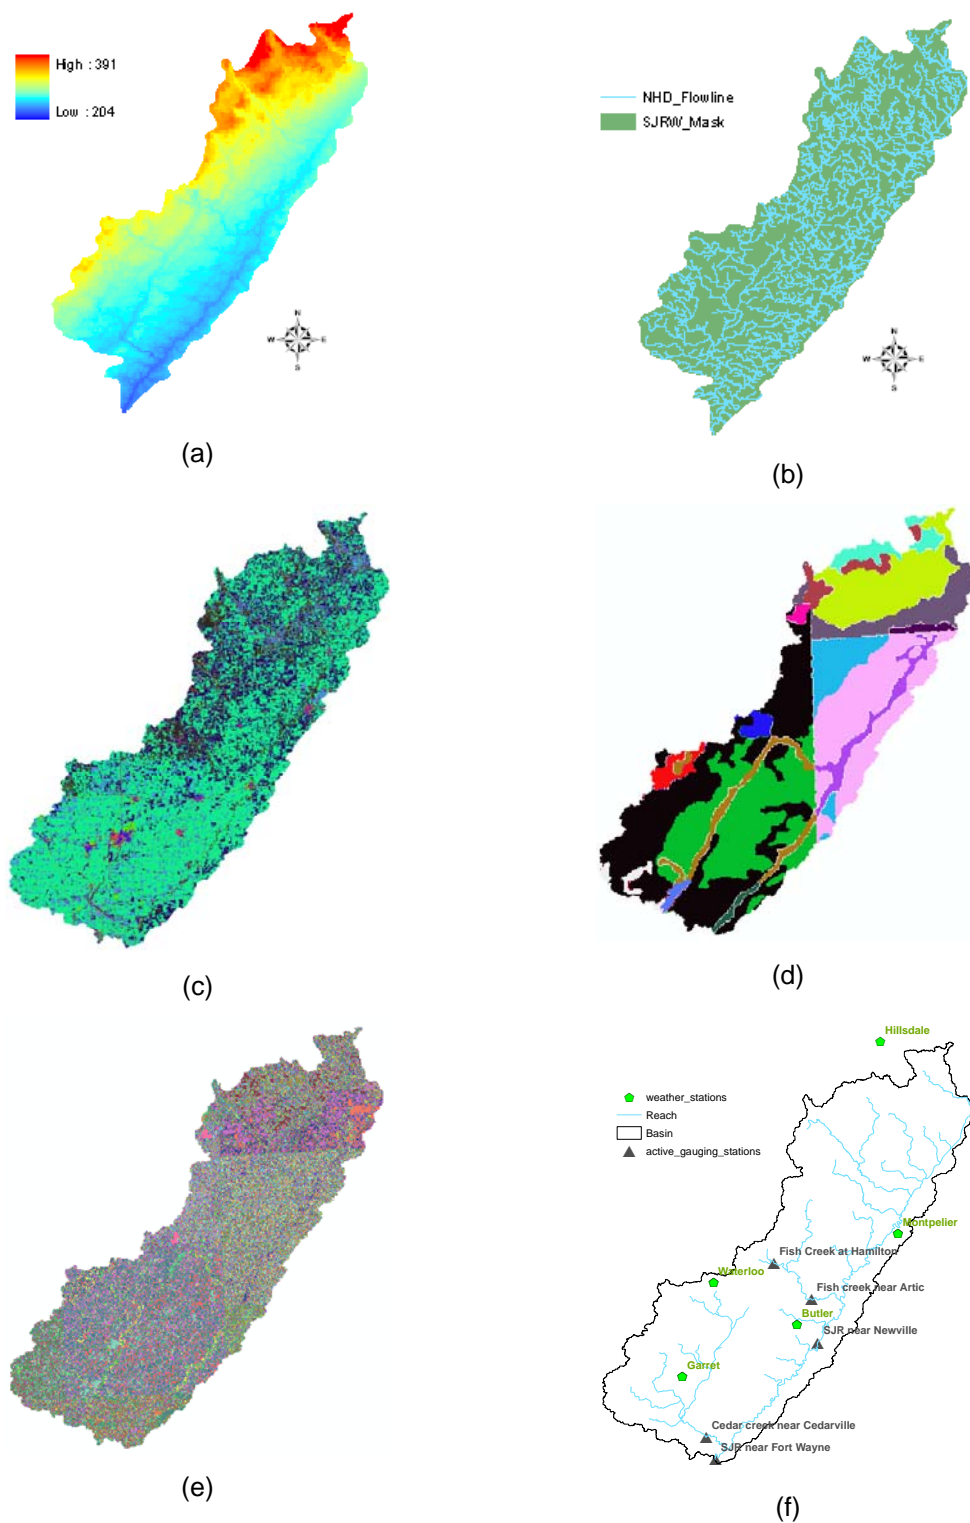 High : 391
Low : 204
N
W E
S
(a)
NHD_Flowline
SJRW_Mask
N
W E
S
(b)
(c)
(d)
(e)
Hillsdale
weather_stations
Reach
Basin
active_gauging_stations
Montpelier
Fish Creek at Hamilton
Waterloo
Fish creek near Artic
Butler
SJR near Newville
Garret
Cedar creek near Cedarville
SJR near Fort Wayne
(f)